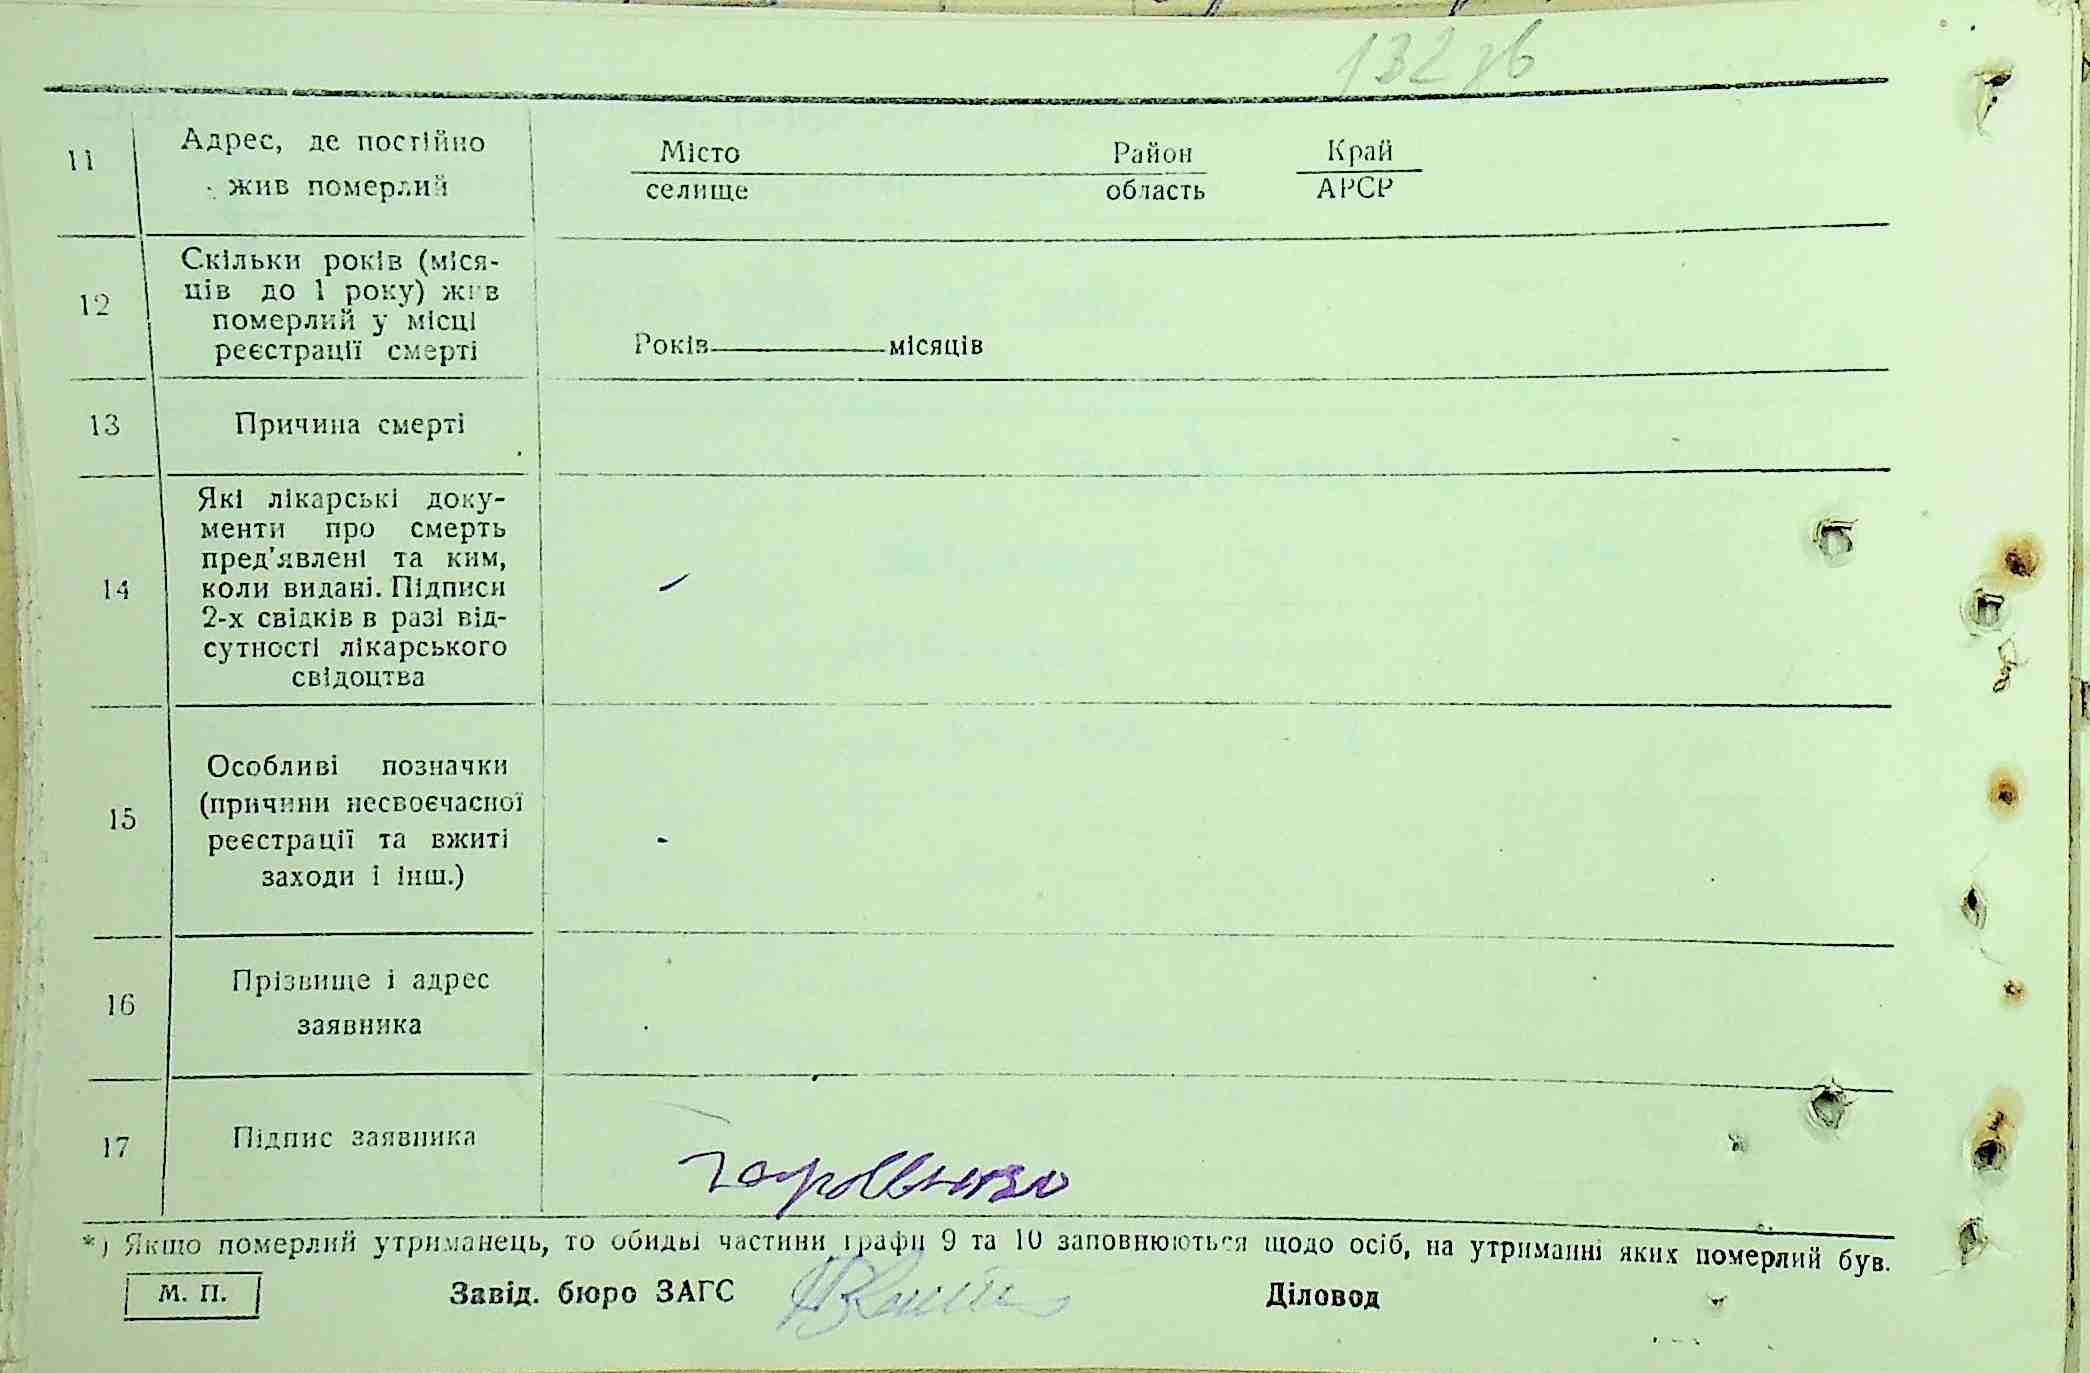 132 зв
11
Адрес, де постійно
жив померлий
Місто Район Край
селище область АРСР
12
Скільки років (міся-
ців до 1 року) жив
померлий у місці
реєстрації смерті
Років місяців
13
Причина смерті
14
Які лікарські доку-
менти про смерть
пред'явлені та ким,
коли видані. Підписи
2-х свідків в разі від-
сутності лікарського
свідоцтва
15
Особливі позначки
(причини несвоєчасної
реєстрації та вжиті
заходи і інш.)
16
Прізвище і адрес
заявника
17
Підпис заявника
*) Якщо померлий утриманець, то обидві частини графи 9 та 10 заповнюються щодо осіб, на утриманні яких померлий був.
М. П. Завід. бюро ЗАГС Діловод